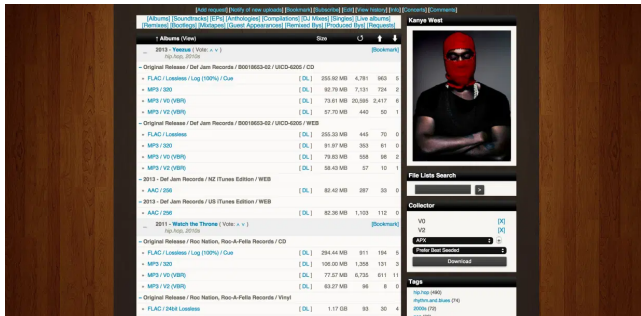 [Add request] [Notify of new uploads] [Bookmark] [Subscribe] [Edit] [View history] [Info] [Concerts] [Comments]
[Albums] [Soundtracks] [EPs] [Anthologies] [Compilations] [DJ Mixes] [Singles] [Live albums]
[Remixes] [Bootlegs] [Mixtapes] [Guest Appearances] [Remixed By] [Produced By] [Requests]
↑ Albums (View) Size
2013 - Yeezus ( Vote: ∧ ∨ ) [Bookmark]
hip.hop, 2010s
– Original Release / Def Jam Records / B0018653-02 / UICD-6205 / CD
» FLAC / Lossless / Log (100%) / Cue [ DL ] 255.92 MB 4,781 563 5
» MP3 / 320 [ DL ] 92.79 MB 7,131 724 2
» MP3 / V0 (VBR) [ DL ] 73.61 MB 20,595 2,417 6
» MP3 / V2 (VBR) [ DL ] 57.70 MB 440 50 1
– Original Release / Def Jam Records / B0018653-02 / UICD-6205 / WEB
» FLAC / Lossless [ DL ] 255.33 MB 445 70 0
» MP3 / 320 [ DL ] 91.97 MB 353 61 0
» MP3 / V0 (VBR) [ DL ] 79.83 MB 558 98 2
» MP3 / V2 (VBR) [ DL ] 58.43 MB 57 10 1
– 2013 - Def Jam Records / NZ iTunes Edition / WEB
» AAC / 256 [ DL ] 82.42 MB 287 33 0
– 2013 - Def Jam Records / US iTunes Edition / WEB
» AAC / 256 [ DL ] 82.36 MB 1,103 112 0
2011 - Watch the Throne ( Vote: ∧ ∨ ) [Bookmark]
hip.hop, 2010s
– Original Release / Roc Nation, Roc-A-Fella Records / CD
» FLAC / Lossless / Log (100%) / Cue [ DL ] 294.44 MB 911 194 5
» MP3 / 320 [ DL ] 106.00 MB 1,358 131 3
» MP3 / V0 (VBR) [ DL ] 77.57 MB 6,735 611 11
» MP3 / V2 (VBR) [ DL ] 63.27 MB 96 8 0
– Original Release / Roc Nation, Roc-A-Fella Records / Vinyl
» FLAC / 24bit Lossless [ DL ] 1.17 GB 93 30 4
Kanye West
File Lists Search
Collector
V0 [X]
V2 [X]
APX
Prefer Best Seeded
Download
Tags
hip.hop (490)
rhythm.and.blues (74)
2000s (72)